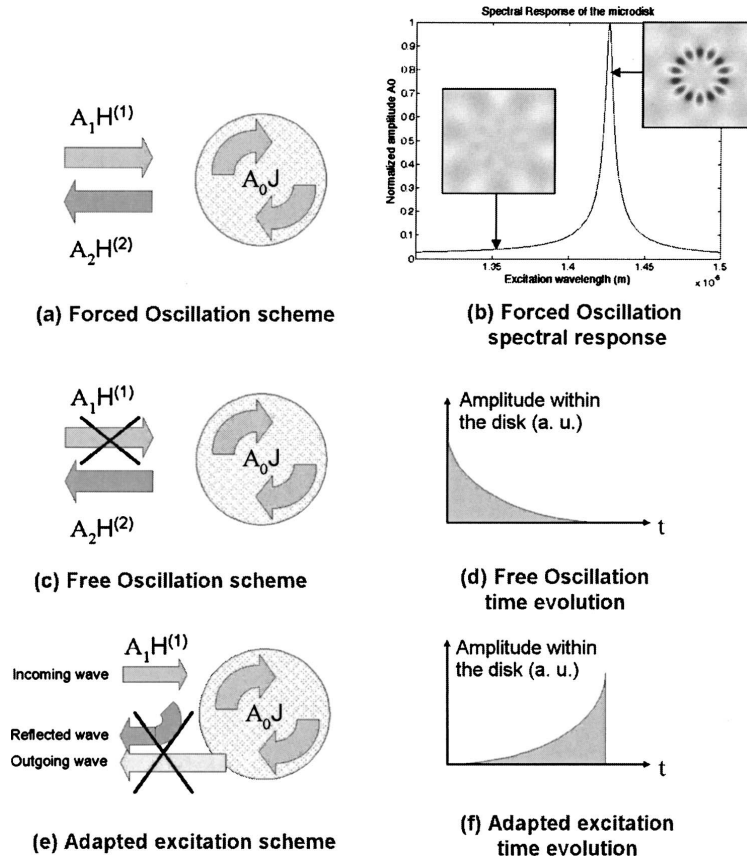 A₁H⁽¹⁾
A₀J
A₂H⁽²⁾
(a) Forced Oscillation scheme
Spectral Response of the microdisk
Normalized amplitude A0
1
0.9
0.8
0.7
0.6
0.5
0.4
0.3
0.2
0.1
0
1.35
1.4
1.45
1.5
Excitation wavelength (m)
× 10⁻⁶
(b) Forced Oscillation
spectral response
A₁H⁽¹⁾
A₀J
A₂H⁽²⁾
(c) Free Oscillation scheme
Amplitude within
the disk (a. u.)
t
(d) Free Oscillation
time evolution
A₁H⁽¹⁾
Incoming wave
A₀J
Reflected wave
Outgoing wave
(e) Adapted excitation scheme
Amplitude within
the disk (a. u.)
t
(f) Adapted excitation
time evolution